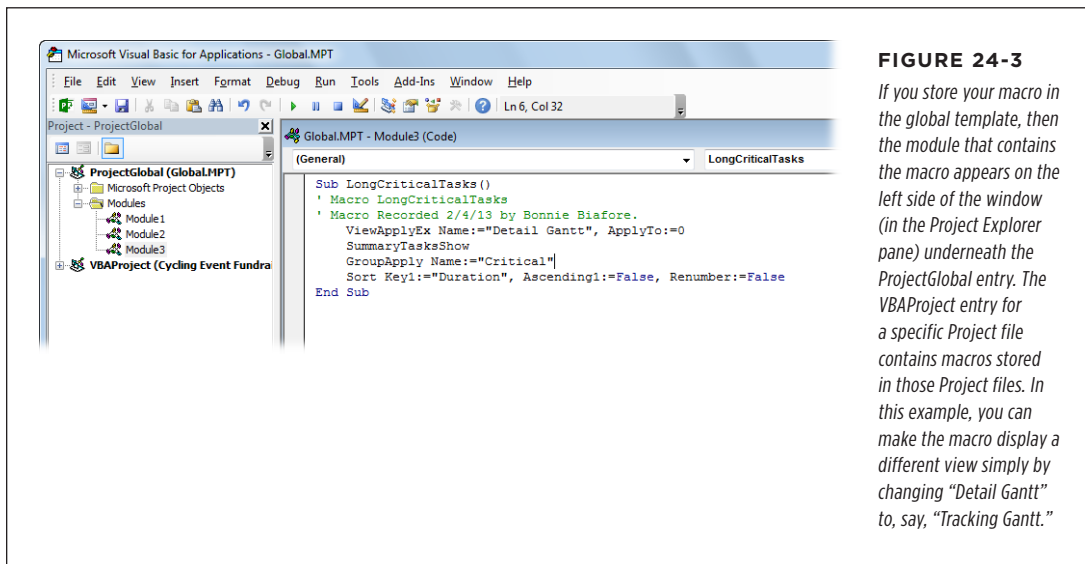 Microsoft Visual Basic for Applications - Global.MPT
File Edit View Insert Format Debug Run Tools Add-Ins Window Help
Ln 6, Col 32
Project - ProjectGlobal
Global.MPT - Module3 (Code)
(General) LongCriticalTasks
ProjectGlobal (Global.MPT)
Microsoft Project Objects
Modules
Module1
Module2
Module3
VBAProject (Cycling Event Fundra
Sub LongCriticalTasks()
' Macro LongCriticalTasks
' Macro Recorded 2/4/13 by Bonnie Biafore.
ViewApplyEx Name:="Detail Gantt", ApplyTo:=0
SummaryTasksShow
GroupApply Name:="Critical"
Sort Key1:="Duration", Ascending1:=False, Renumber:=False
End Sub
FIGURE 24-3
If you store your macro in
the global template, then
the module that contains
the macro appears on the
left side of the window
(in the Project Explorer
pane) underneath the
ProjectGlobal entry. The
VBAProject entry for
a specific Project file
contains macros stored
in those Project files. In
this example, you can
make the macro display a
different view simply by
changing “Detail Gantt”
to, say, “Tracking Gantt.”